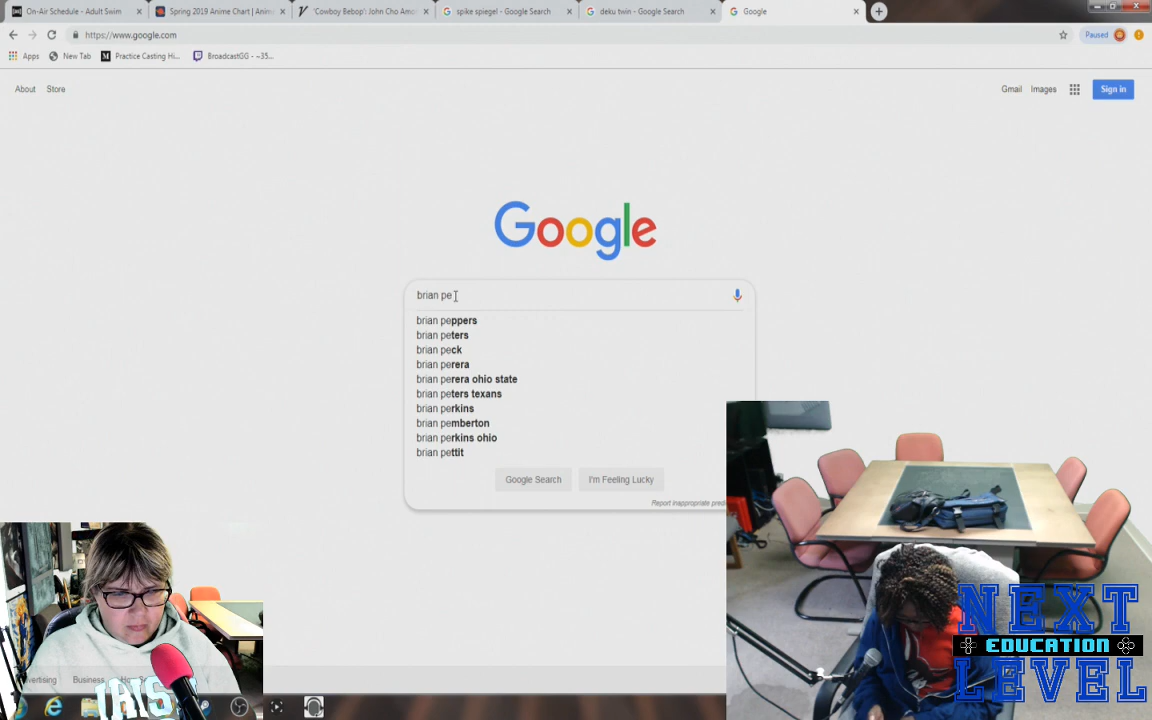 On-Air Schedule - Adult Swim
Spring 2019 Anime Chart | Anim
'Cowboy Bebop': John Cho Amo
spike spiegel - Google Search
deku twin - Google Search
Google
https://www.google.com
Paused
Apps
New Tab
Practice Casting Hi...
BroadcastGG - ~35...
About
Store
Gmail
Images
Sign in
Google
brian pe
brian peppers
brian peters
brian peck
brian perera
brian perera ohio state
brian peters texans
brian perkins
brian pemberton
brian perkins ohio
brian pettit
Google Search
I'm Feeling Lucky
Report inappropriate predi
Business
NEXT
EDUCATION
LEVEL